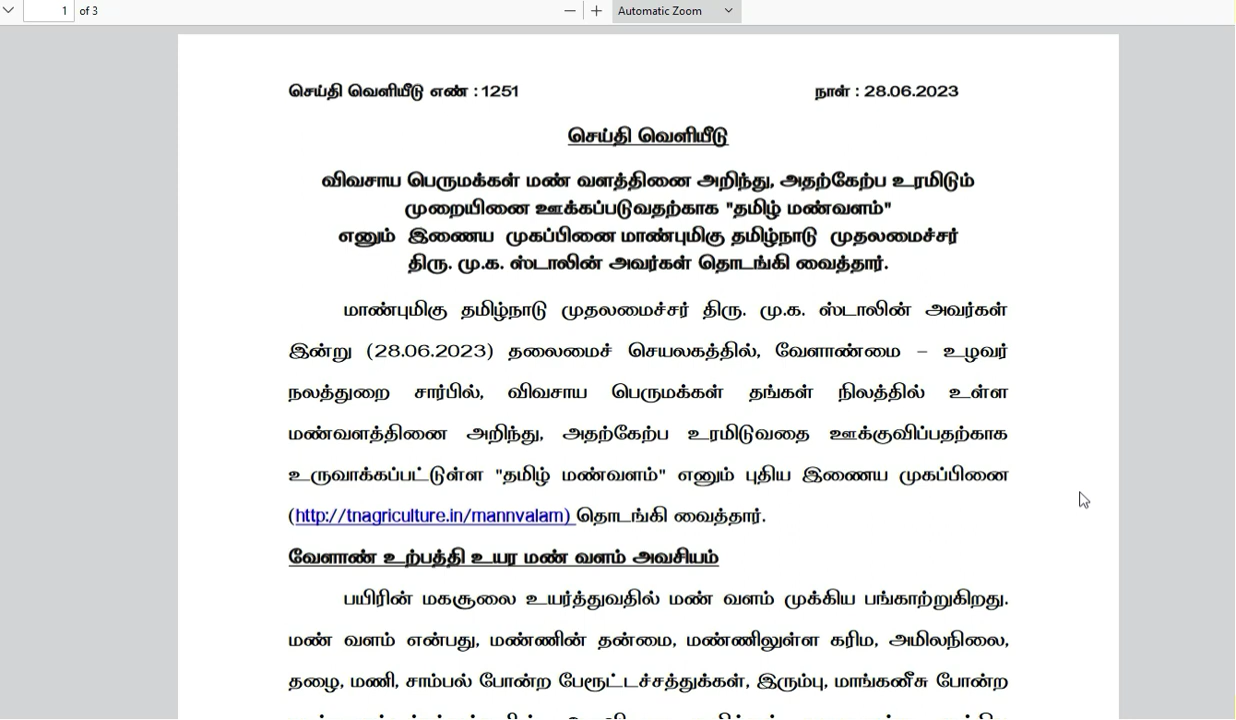 1 of 3
Automatic Zoom
செய்தி வெளியீடு எண் : 1251 நாள் : 28.06.2023
செய்தி வெளியீடு
விவசாய பெருமக்கள் மண் வளத்தினை அறிந்து, அதற்கேற்ப உரமிடும்
முறையினை ஊக்கப்படுவதற்காக "தமிழ் மண்வளம்"
எனும் இணைய முகப்பினை மாண்புமிகு தமிழ்நாடு முதலமைச்சர்
திரு. மு.க. ஸ்டாலின் அவர்கள் தொடங்கி வைத்தார்.
மாண்புமிகு தமிழ்நாடு முதலமைச்சர் திரு. மு.க. ஸ்டாலின் அவர்கள்
இன்று (28.06.2023) தலைமைச் செயலகத்தில், வேளாண்மை – உழவர்
நலத்துறை சார்பில், விவசாய பெருமக்கள் தங்கள் நிலத்தில் உள்ள
மண்வளத்தினை அறிந்து, அதற்கேற்ப உரமிடுவதை ஊக்குவிப்பதற்காக
உருவாக்கப்பட்டுள்ள "தமிழ் மண்வளம்" எனும் புதிய இணைய முகப்பினை
(http://tnagriculture.in/mannvalam) தொடங்கி வைத்தார்.
வேளாண் உற்பத்தி உயர மண் வளம் அவசியம்
பயிரின் மகசூலை உயர்த்துவதில் மண் வளம் முக்கிய பங்காற்றுகிறது.
மண் வளம் என்பது, மண்ணின் தன்மை, மண்ணிலுள்ள கரிம, அமிலநிலை,
தழை, மணி, சாம்பல் போன்ற பேரூட்டச்சத்துக்கள், இரும்பு, மாங்கனீசு போன்ற